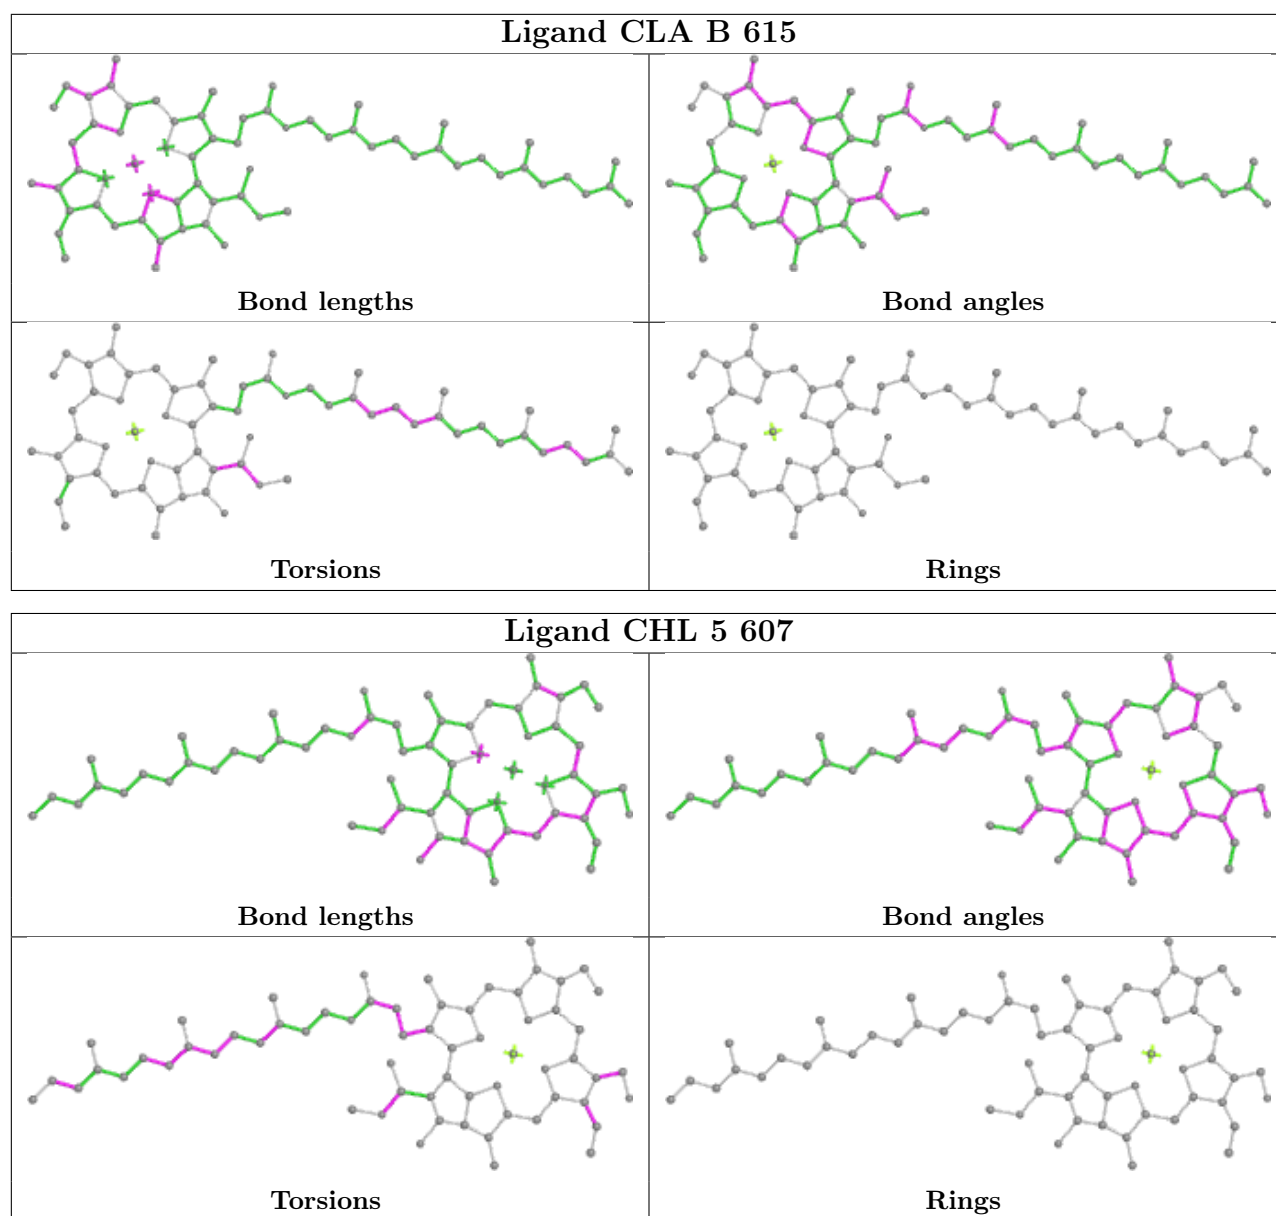 Ligand CLA B 615
Bond lengths
Bond angles
Torsions
Rings
Ligand CHL 5 607
Bond lengths
Bond angles
Torsions
Rings